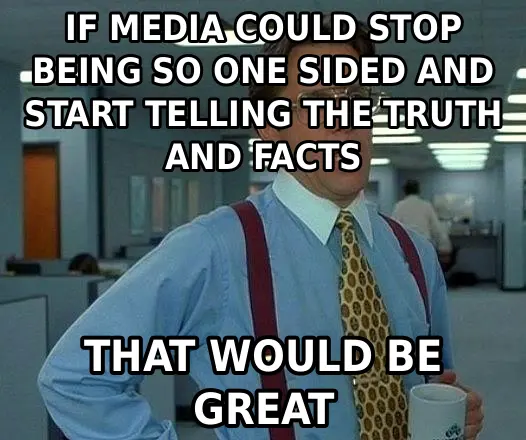 IF MEDIA COULD STOP
BEING SO ONE SIDED AND
START TELLING THE TRUTH
AND FACTS
THAT WOULD BE
GREAT